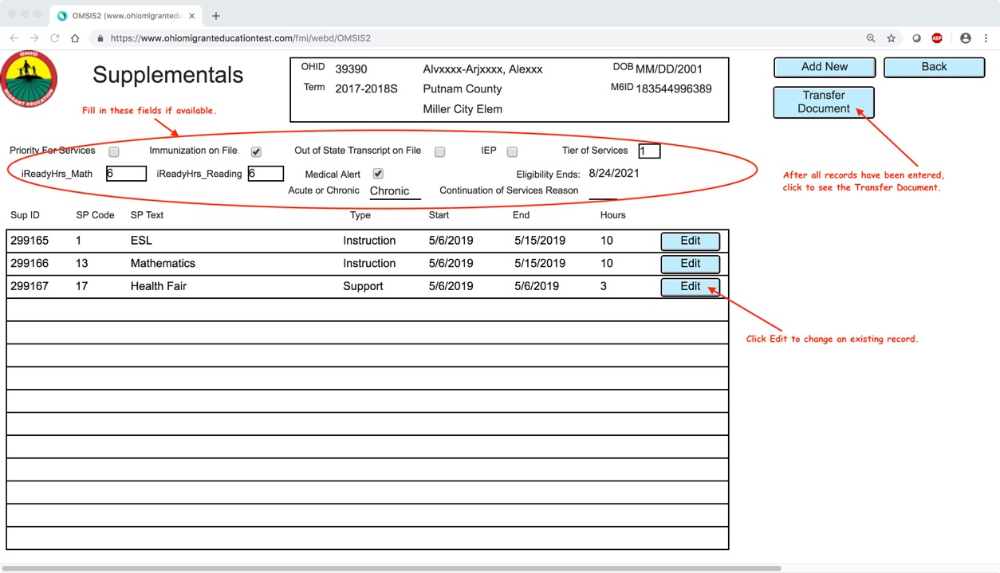 OMSIS2 (www.ohiomigrantedu
https://www.ohiomigranteducationtest.com/fmi/webd/OMSIS2
ABP
OHIO
MIGRANT EDUCATION
Supplementals
OHID 39390 Alvxxxx-Arjxxxx, Alexxx DOB MM/DD/2001
Term 2017-2018S Putnam County M6ID 183544996389
Miller City Elem
Add New
Back
Transfer
Document
Fill in these fields if available.
Priority For Services Immunization on File Out of State Transcript on File IEP Tier of Services 1
iReadyHrs_Math 6 iReadyHrs_Reading 6 Medical Alert Eligibility Ends: 8/24/2021
Acute or Chronic Chronic Continuation of Services Reason
After all records have been entered,
click to see the Transfer Document.
Sup ID SP Code SP Text Type Start End Hours
299165 1 ESL Instruction 5/6/2019 5/15/2019 10 Edit
299166 13 Mathematics Instruction 5/6/2019 5/15/2019 10 Edit
299167 17 Health Fair Support 5/6/2019 5/6/2019 3 Edit
Click Edit to change an existing record.